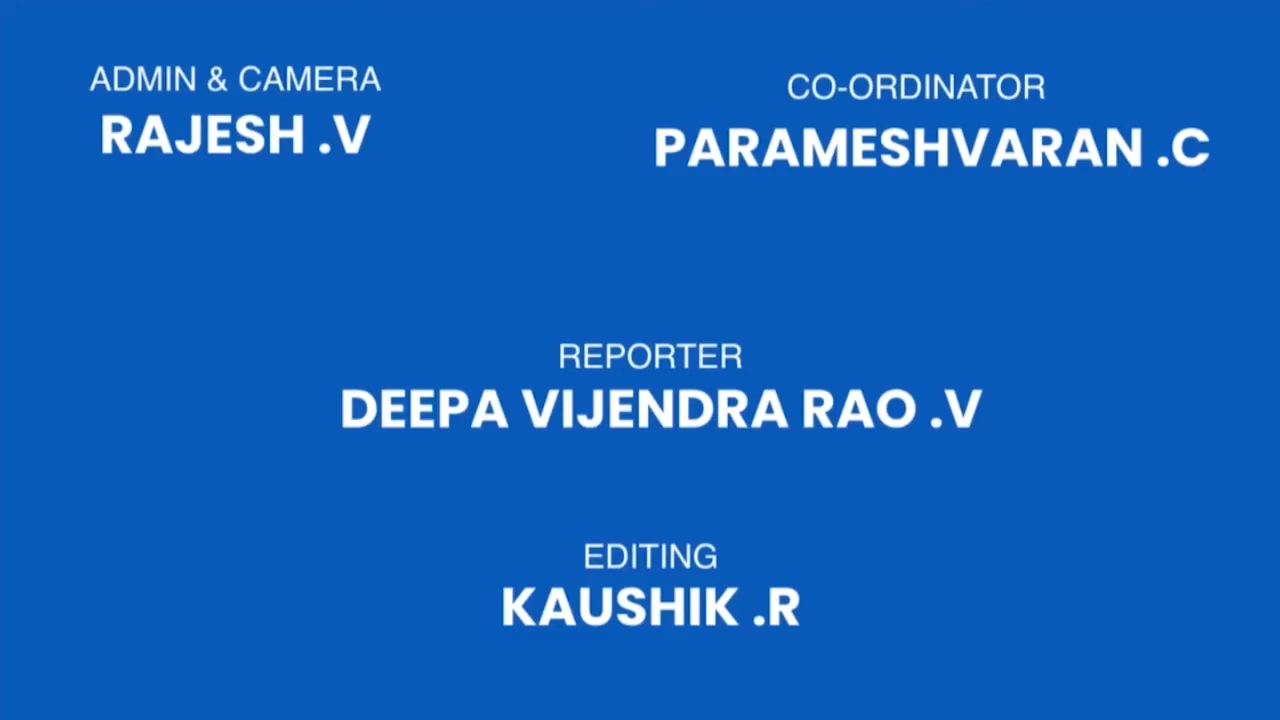 ADMIN & CAMERA
RAJESH .V
CO-ORDINATOR
PARAMESHVARAN .C
REPORTER
DEEPA VIJENDRA RAO .V
EDITING
KAUSHIK .R